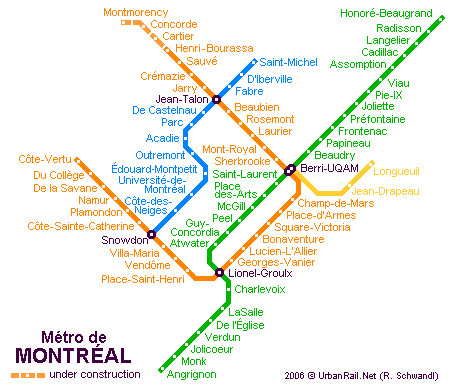 Montmorency
Concorde
Cartier
Henri-Bourassa
Sauvé
Crémazie
Jarry
Jean-Talon
De Castelnau
Parc
Acadie
Outremont
Édouard-Montpetit
Université-de-
Montréal
Côte-des-
Neiges
Snowdon
Saint-Michel
D'Iberville
Fabre
Beaubien
Rosemont
Laurier
Mont-Royal
Sherbrooke
Honoré-Beaugrand
Radisson
Langelier
Cadillac
Assomption
Viau
Pie-IX
Joliette
Préfontaine
Frontenac
Papineau
Beaudry
Berri-UQAM
Saint-Laurent
Place
des-Arts
McGill
Peel
Guy-
Concordia
Atwater
Longueuil
Jean-Drapeau
Champ-de-Mars
Place-d'Armes
Square-Victoria
Bonaventure
Lucien-L'Allier
Georges-Vanier
Lionel-Groulx
Côte-Vertu
Du Collège
De la Savane
Namur
Plamondon
Côte-Sainte-Catherine
Villa-Maria
Vendôme
Place-Saint-Henri
Charlevoix
LaSalle
De l'Église
Verdun
Jolicoeur
Monk
Angrignon
Métro de
MONTRÉAL
under construction
2006 © UrbanRail.Net (R. Schwandl)